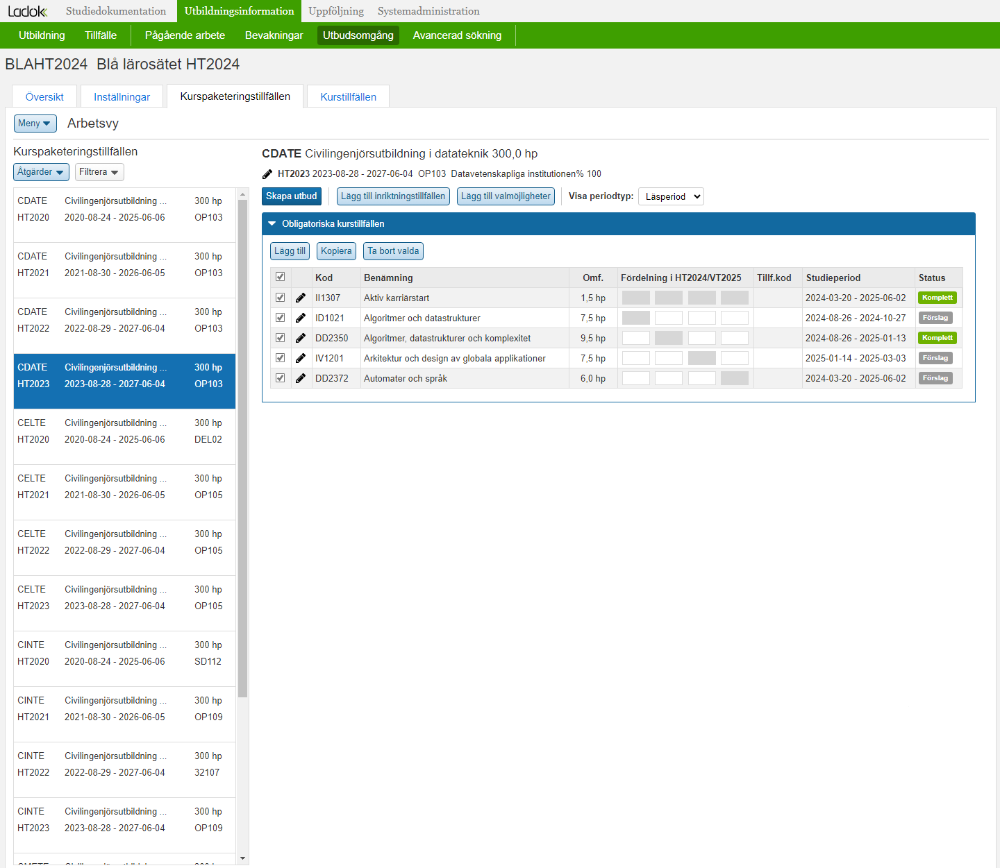 Ladok Studiedokumentation Utbildningsinformation Uppföljning Systemadministration
Utbildning Tillfälle Pågående arbete Bevakningar Utbudsomgång Avancerad sökning
BLAHT2024 Blå lärosätet HT2024
Översikt Inställningar Kurspaketeringstillfällen Kurstillfällen
Meny Arbetsvy
Kurspaketeringstillfällen
Åtgärder Filtrera
CDATE Civilingenjörsutbildning ... 300 hp
HT2020 2020-08-24 - 2025-06-06 OP103
CDATE Civilingenjörsutbildning ... 300 hp
HT2021 2021-08-30 - 2026-06-05 OP103
CDATE Civilingenjörsutbildning ... 300 hp
HT2022 2022-08-29 - 2027-06-04 OP103
CDATE Civilingenjörsutbildning ... 300 hp
HT2023 2023-08-28 - 2027-06-04 OP103
CELTE Civilingenjörsutbildning ... 300 hp
HT2020 2020-08-24 - 2025-06-06 DEL02
CELTE Civilingenjörsutbildning ... 300 hp
HT2021 2021-08-30 - 2026-06-05 OP105
CELTE Civilingenjörsutbildning ... 300 hp
HT2022 2022-08-29 - 2027-06-04 OP105
CELTE Civilingenjörsutbildning ... 300 hp
HT2023 2023-08-28 - 2027-06-04 OP105
CINTE Civilingenjörsutbildning ... 300 hp
HT2020 2020-08-24 - 2025-06-06 SD112
CINTE Civilingenjörsutbildning ... 300 hp
HT2021 2021-08-30 - 2026-06-05 OP109
CINTE Civilingenjörsutbildning ... 300 hp
HT2022 2022-08-29 - 2027-06-04 32107
CINTE Civilingenjörsutbildning ... 300 hp
HT2023 2023-08-28 - 2027-06-04 OP109
CDATE Civilingenjörsutbildning i datateknik 300,0 hp
HT2023 2023-08-28 - 2027-06-04 OP103 Datavetenskapliga institutionen% 100
Skapa utbud Lägg till inriktningstillfällen Lägg till valmöjligheter Visa periodtyp: Läsperiod
Obligatoriska kurstillfällen
Lägg till Kopiera Ta bort valda
Kod Benämning Omf. Fördelning i HT2024/VT2025 Tillf.kod Studieperiod Status
II1307 Aktiv karriärstart 1,5 hp 2024-03-20 - 2025-06-02 Komplett
ID1021 Algoritmer och datastrukturer 7,5 hp 2024-08-26 - 2024-10-27 Förslag
DD2350 Algoritmer, datastrukturer och komplexitet 9,5 hp 2024-08-26 - 2025-01-13 Komplett
IV1201 Arkitektur och design av globala applikationer 7,5 hp 2025-01-14 - 2025-03-03 Förslag
DD2372 Automater och språk 6,0 hp 2024-03-20 - 2025-06-02 Förslag